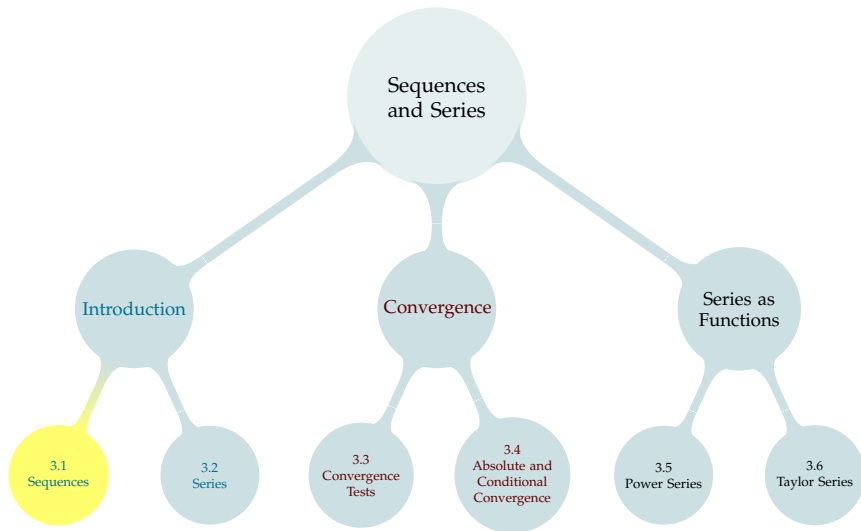 Sequences
and Series
Introduction
Convergence
Series as
Functions
3.1
Sequences
3.2
Series
3.3
Convergence
Tests
3.4
Absolute and
Conditional
Convergence
3.5
Power Series
3.6
Taylor Series